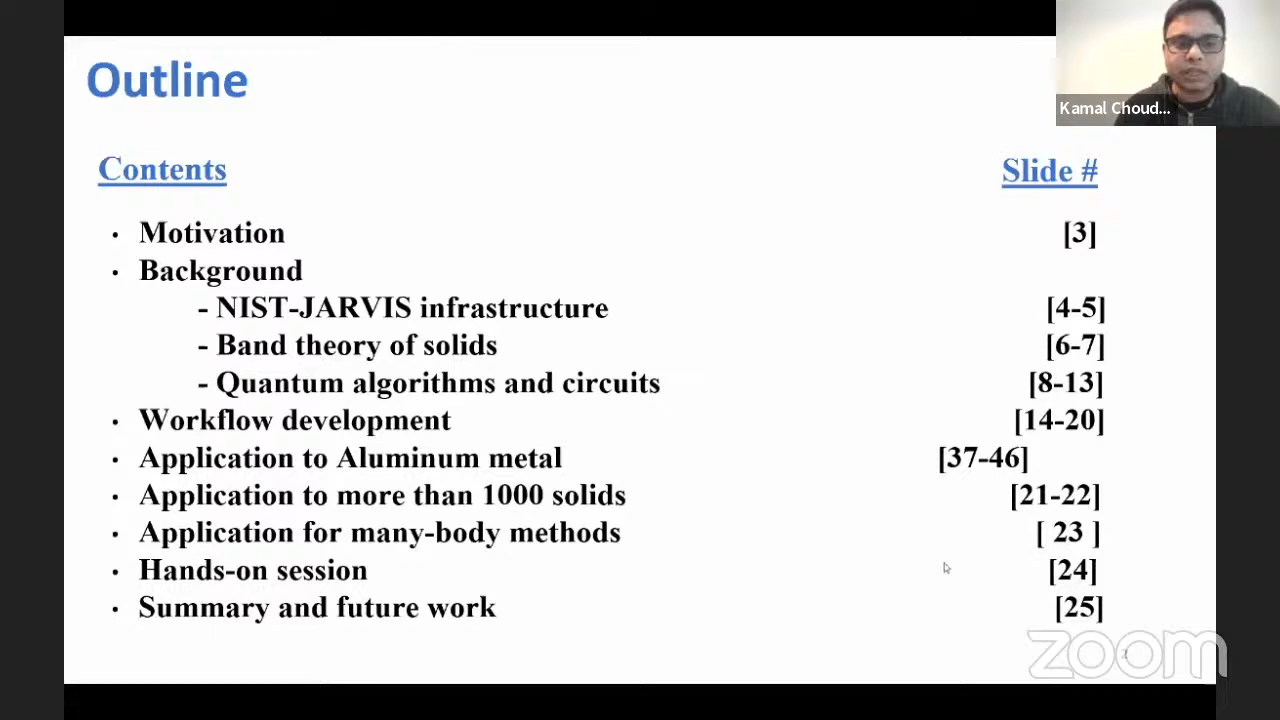 Outline
Kamal Choud...
Contents Slide #
· Motivation [3]
· Background
- NIST-JARVIS infrastructure [4-5]
- Band theory of solids [6-7]
- Quantum algorithms and circuits [8-13]
· Workflow development [14-20]
· Application to Aluminum metal [37-46]
· Application to more than 1000 solids [21-22]
· Application for many-body methods [ 23 ]
· Hands-on session [24]
· Summary and future work [25]
zoom
2